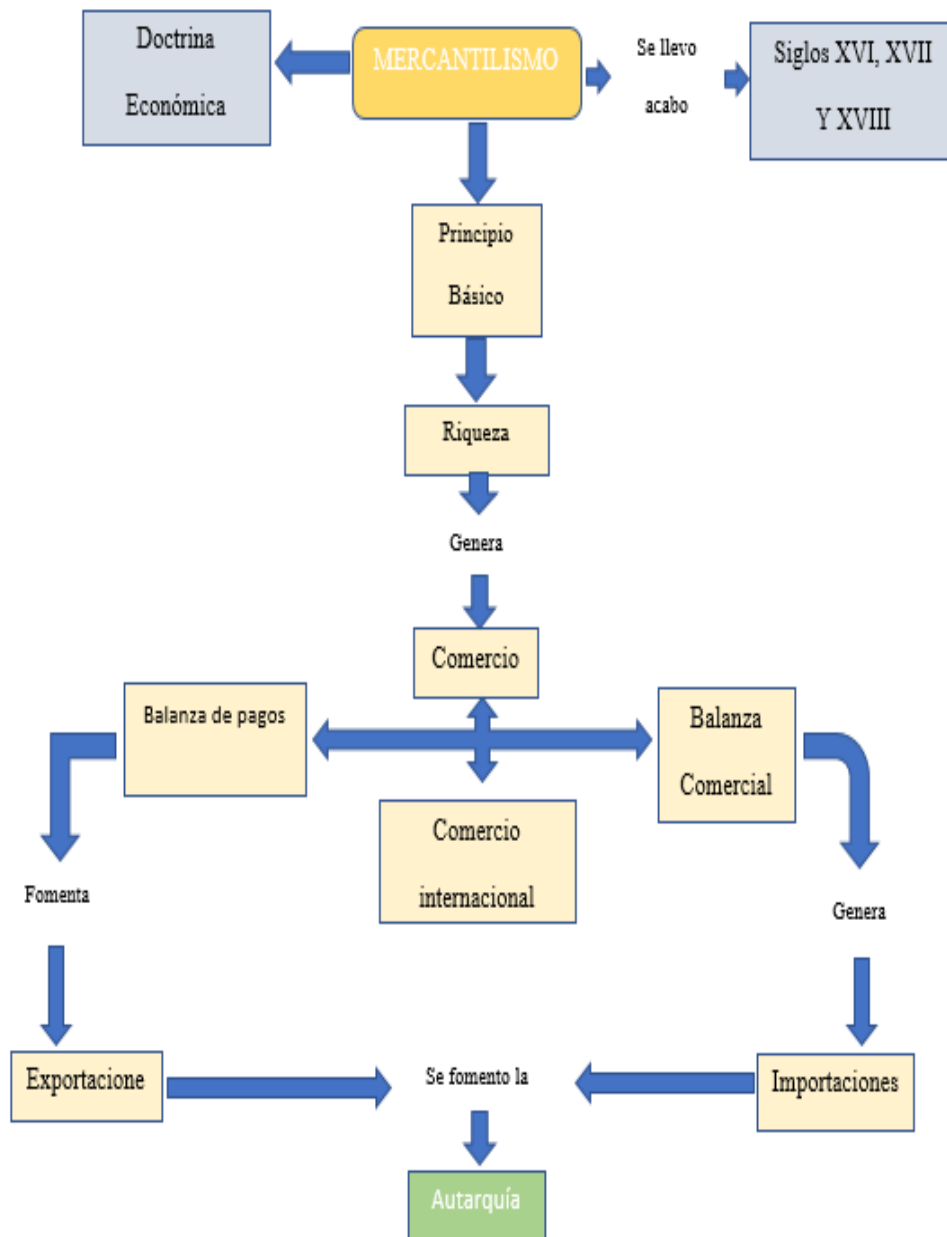 Doctrina
Económica
MERCANTILISMO
Se llevo
acabo
Siglos XVI, XVII
Y XVIII
Principio
Básico
Riqueza
Genera
Comercio
Balanza de pagos
Balanza
Comercial
Comercio
internacional
Fomenta
Genera
Exportacione
Se fomento la
Importaciones
Autarquía